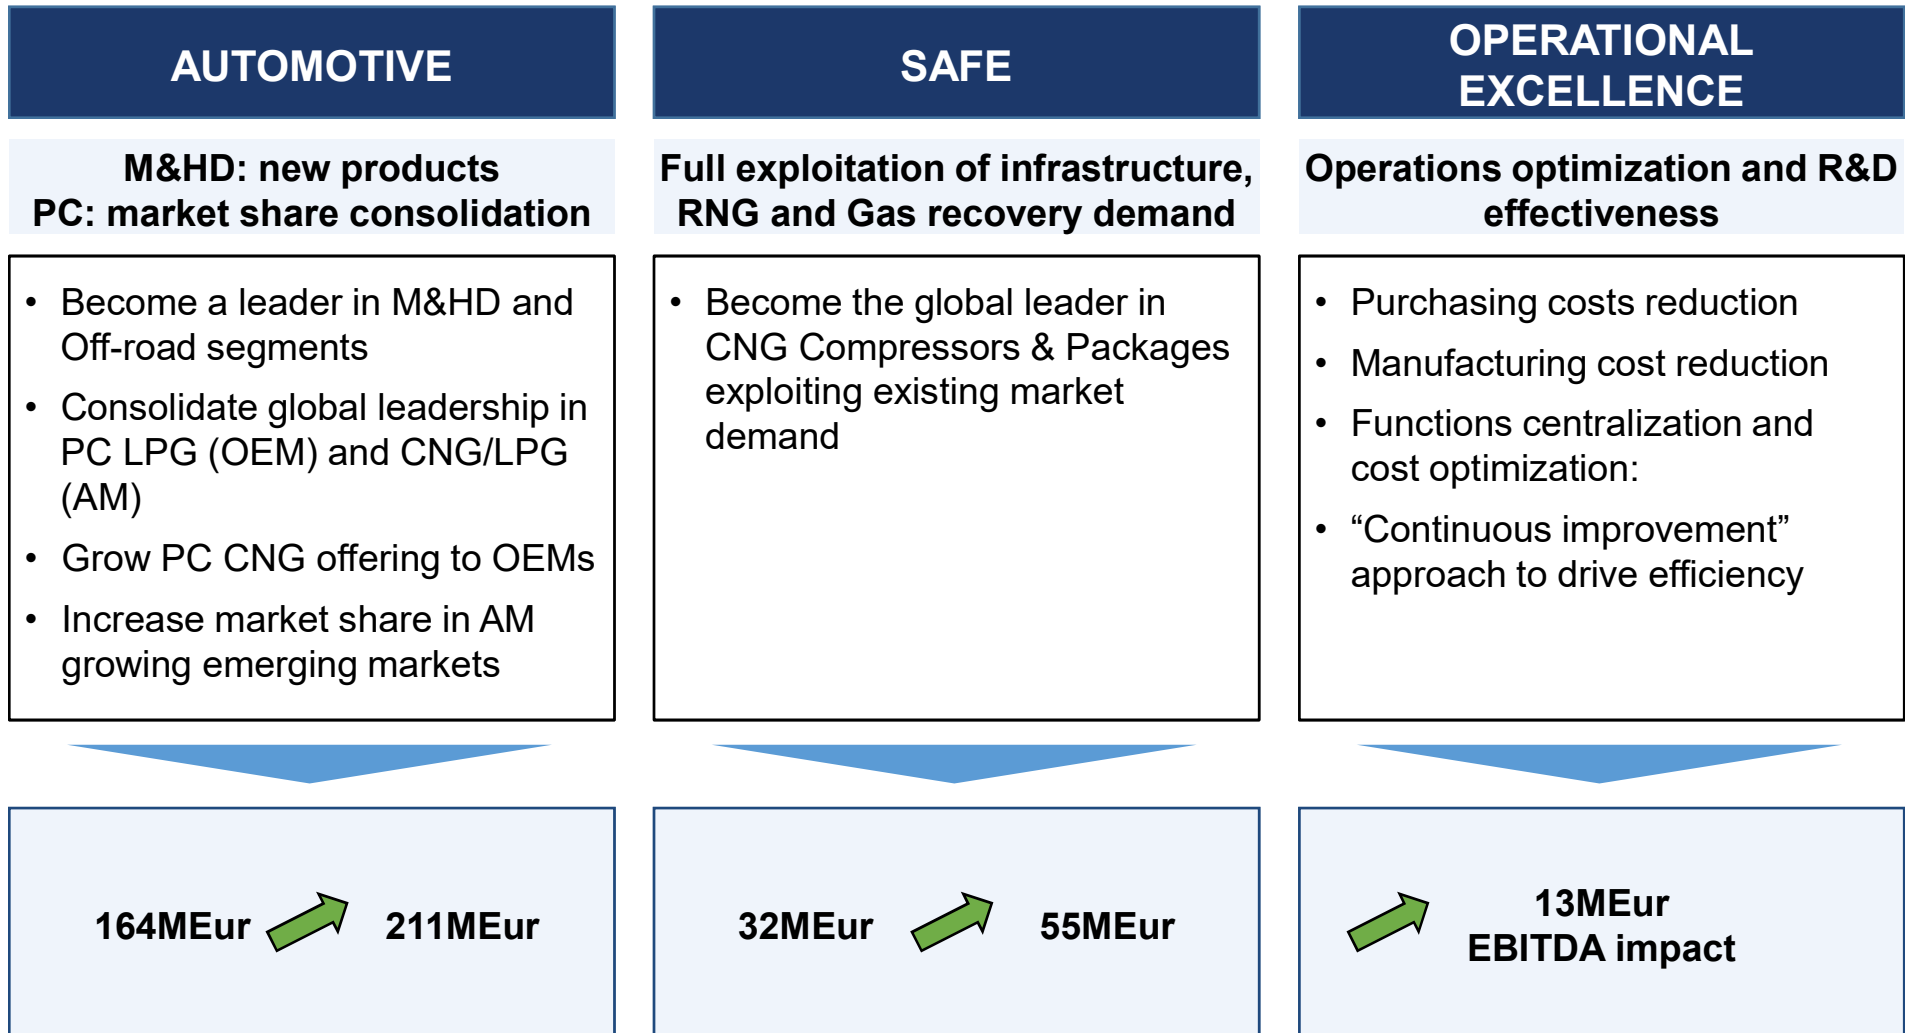 AUTOMOTIVE
M&HD: new products
PC: market share consolidation
• Become a leader in M&HD and
Off-road segments
• Consolidate global leadership in
PC LPG (OEM) and CNG/LPG
(AM)
• Grow PC CNG offering to OEMs
• Increase market share in AM
growing emerging markets
164MEur 211MEur
SAFE
Full exploitation of infrastructure,
RNG and Gas recovery demand
• Become the global leader in
CNG Compressors & Packages
exploiting existing market
demand
32MEur 55MEur
OPERATIONAL
EXCELLENCE
Operations optimization and R&D
effectiveness
• Purchasing costs reduction
• Manufacturing cost reduction
• Functions centralization and
cost optimization:
• “Continuous improvement”
approach to drive efficiency
13MEur
EBITDA impact